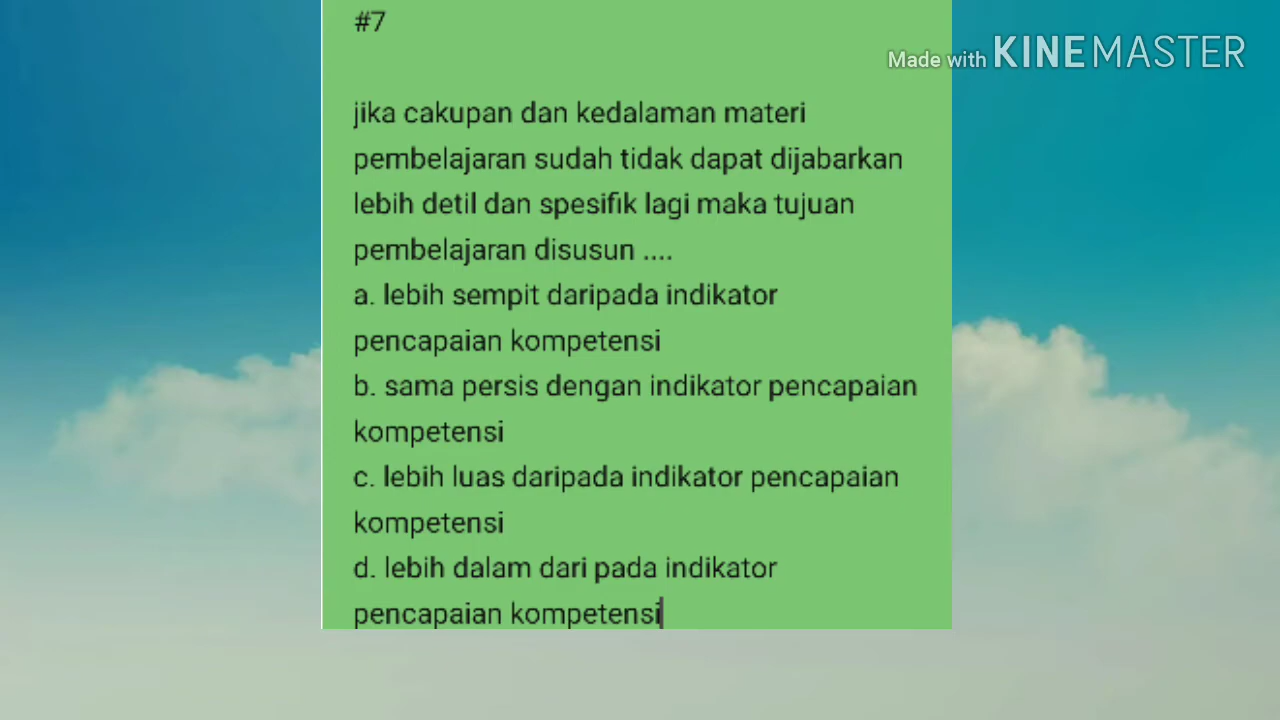 #7
Made with KINEMASTER
jika cakupan dan kedalaman materi
pembelajaran sudah tidak dapat dijabarkan
lebih detil dan spesifik lagi maka tujuan
pembelajaran disusun ....
a. lebih sempit daripada indikator
pencapaian kompetensi
b. sama persis dengan indikator pencapaian
kompetensi
c. lebih luas daripada indikator pencapaian
kompetensi
d. lebih dalam dari pada indikator
pencapaian kompetensi